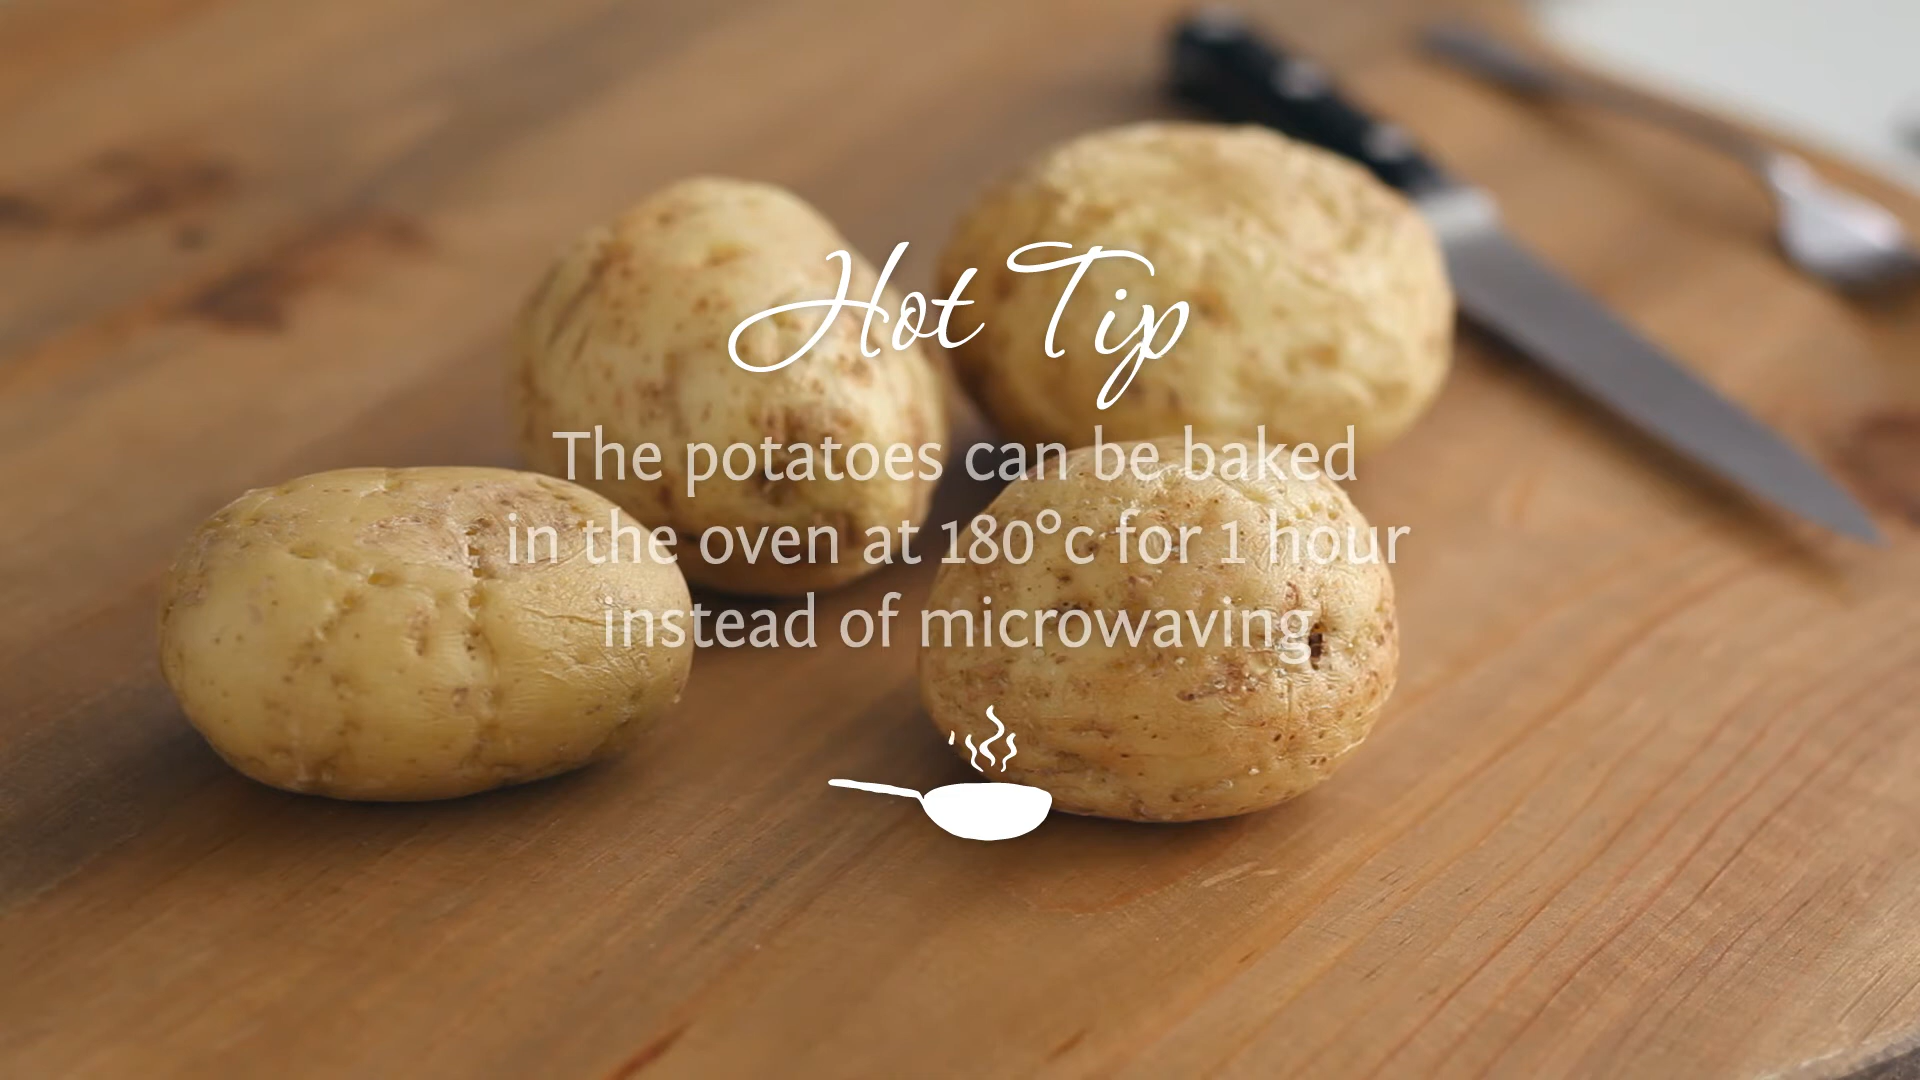 Hot Tip
The potatoes can be baked
in the oven at 180°c for 1 hour
instead of microwaving